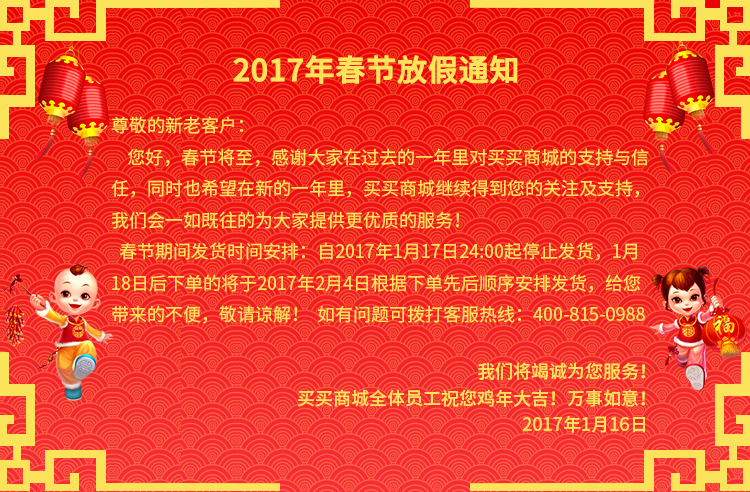 2017年春节放假通知
尊敬的新老客户：
您好，春节将至，感谢大家在过去的一年里对买买商城的支持与信
任，同时也希望在新的一年里，买买商城继续得到您的关注及支持，
我们会一如既往的为大家提供更优质的服务！
春节期间发货时间安排：自2017年1月17日24:00起停止发货，1月
18日后下单的将于2017年2月4日根据下单先后顺序安排发货，给您
带来的不便，敬请谅解！ 如有问题可拨打客服热线：400-815-0988
我们将竭诚为您服务！
买买商城全体员工祝您鸡年大吉！万事如意！
2017年1月16日
福